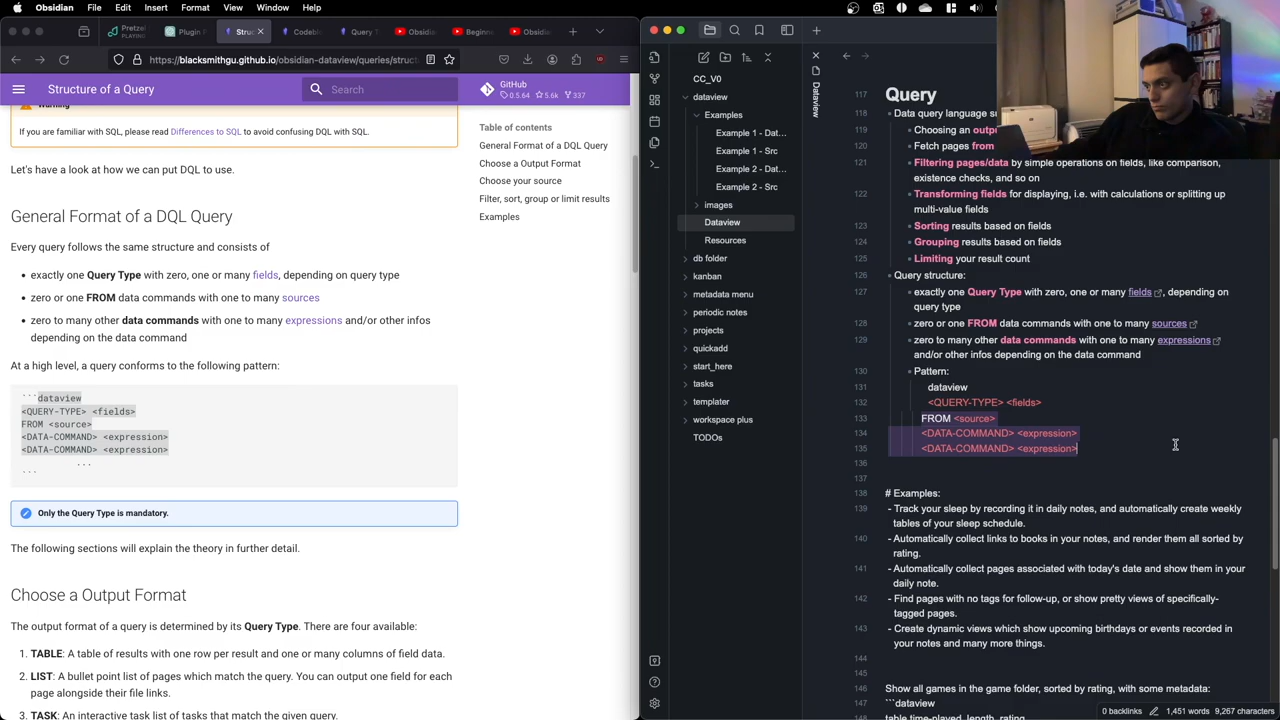 Obsidian File Edit Insert Format View Window Help
Pretzel
PLAYING
Plugin F
Struc
Codeblo
Query T
Obsidian
Beginne
Obsidian
https://blacksmithgu.github.io/obsidian-dataview/queries/struct
Structure of a Query
Search
GitHub
0.5.64 5.6k 337
Warning
If you are familiar with SQL, please read Differences to SQL to avoid confusing DQL with SQL.
Let's have a look at how we can put DQL to use.
General Format of a DQL Query
Every query follows the same structure and consists of
exactly one Query Type with zero, one or many fields, depending on query type
zero or one FROM data commands with one to many sources
zero to many other data commands with one to many expressions and/or other infos
depending on the data command
At a high level, a query conforms to the following pattern:
```dataview
<QUERY-TYPE> <fields>
FROM <source>
<DATA-COMMAND> <expression>
<DATA-COMMAND> <expression>
...
```
Only the Query Type is mandatory.
The following sections will explain the theory in further detail.
Choose a Output Format
The output format of a query is determined by its Query Type. There are four available:
1. TABLE: A table of results with one row per result and one or many columns of field data.
2. LIST: A bullet point list of pages which match the query. You can output one field for each
page alongside their file links.
3. TASK: An interactive task list of tasks that match the given query.
Table of contents
General Format of a DQL Query
Choose a Output Format
Choose your source
Filter, sort, group or limit results
Examples
CC_V0
dataview
Examples
Example 1 - Dat...
Example 1 - Src
Example 2 - Dat...
Example 2 - Src
images
Dataview
Resources
db folder
kanban
metadata menu
periodic notes
projects
quickadd
start_here
tasks
templater
workspace plus
TODOs
Dataview
117 Query
118 Data query language su
119 Choosing an outpu
120 Fetch pages from
121 Filtering pages/data by simple operations on fields, like comparison,
existence checks, and so on
122 Transforming fields for displaying, i.e. with calculations or splitting up
multi-value fields
123 Sorting results based on fields
124 Grouping results based on fields
125 Limiting your result count
126 Query structure:
127 exactly one Query Type with zero, one or many fields, depending on
query type
128 zero or one FROM data commands with one to many sources
129 zero to many other data commands with one to many expressions
and/or other infos depending on the data command
130 Pattern:
131 dataview
132 <QUERY-TYPE> <fields>
133 FROM <source>
134 <DATA-COMMAND> <expression>
135 <DATA-COMMAND> <expression>
136
137
138 # Examples:
139 - Track your sleep by recording it in daily notes, and automatically create weekly
tables of your sleep schedule.
140 - Automatically collect links to books in your notes, and render them all sorted by
rating.
141 - Automatically collect pages associated with today's date and show them in your
daily note.
142 - Find pages with no tags for follow-up, or show pretty views of specifically-
tagged pages.
143 - Create dynamic views which show upcoming birthdays or events recorded in
your notes and many more things.
144
145
146 Show all games in the game folder, sorted by rating, with some metadata:
147 ```dataview
148 table time-played, length, rating
0 backlinks 1,451 words 9,267 characters